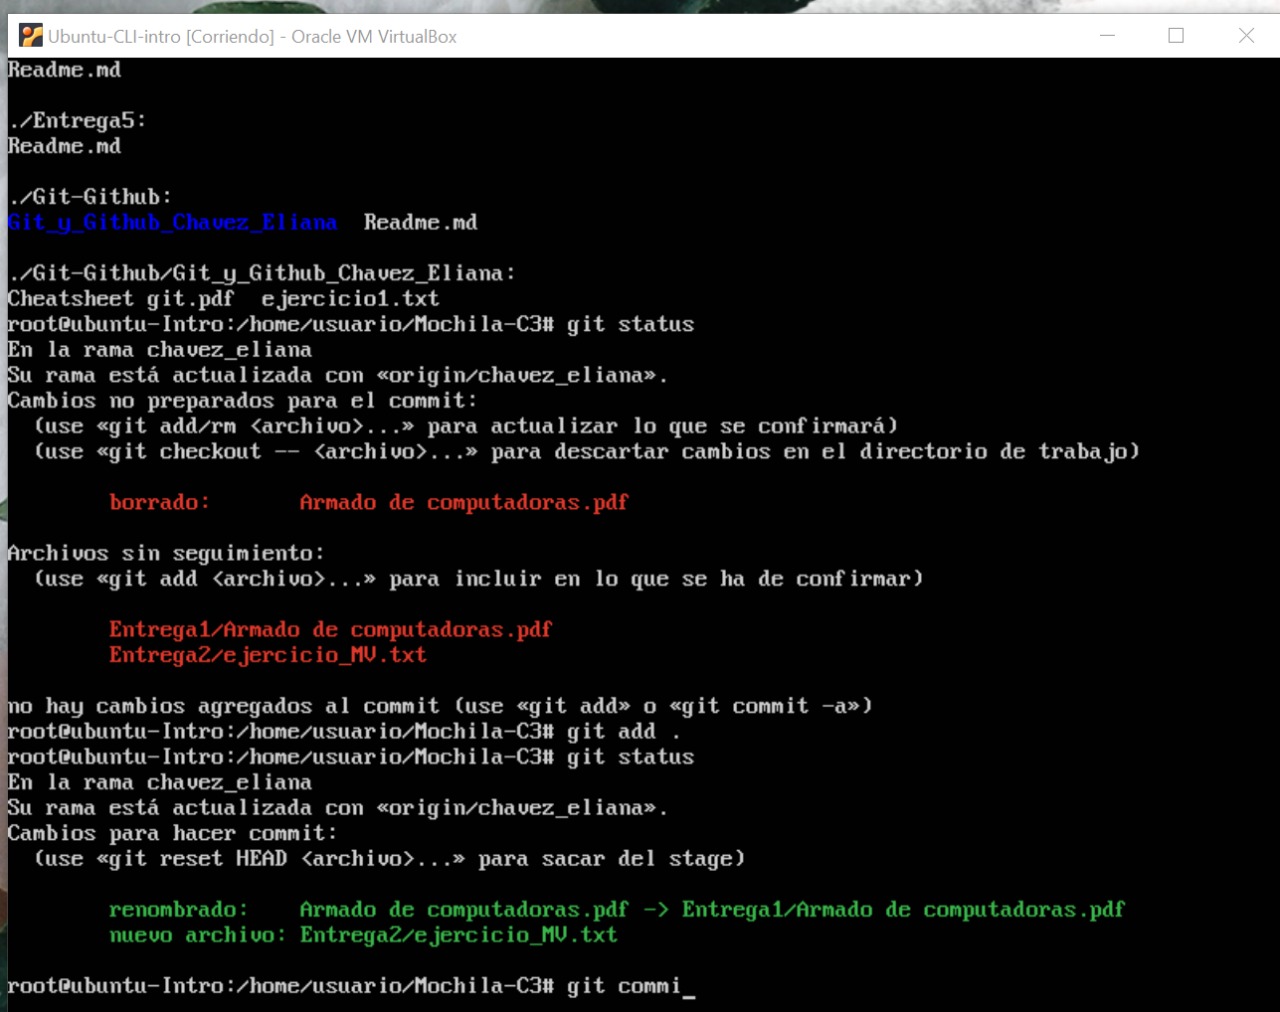 Ubuntu-CLI-intro [Corriendo] - Oracle VM VirtualBox
Readme.md
./Entrega5:
Readme.md
./Git-Github:
Git_y_Github_Chavez_Eliana  Readme.md
./Git-Github/Git_y_Github_Chavez_Eliana:
Cheatsheet git.pdf  ejercicio1.txt
root@ubuntu-Intro:/home/usuario/Mochila-C3# git status
En la rama chavez_eliana
Su rama está actualizada con «origin/chavez_eliana».
Cambios no preparados para el commit:
  (use «git add/rm <archivo>...» para actualizar lo que se confirmará)
  (use «git checkout -- <archivo>...» para descartar cambios en el directorio de trabajo)
        borrado:       Armado de computadoras.pdf
Archivos sin seguimiento:
  (use «git add <archivo>...» para incluir en lo que se ha de confirmar)
        Entrega1/Armado de computadoras.pdf
        Entrega2/ejercicio_MV.txt
no hay cambios agregados al commit (use «git add» o «git commit -a»)
root@ubuntu-Intro:/home/usuario/Mochila-C3# git add .
root@ubuntu-Intro:/home/usuario/Mochila-C3# git status
En la rama chavez_eliana
Su rama está actualizada con «origin/chavez_eliana».
Cambios para hacer commit:
  (use «git reset HEAD <archivo>...» para sacar del stage)
        renombrado:    Armado de computadoras.pdf -> Entrega1/Armado de computadoras.pdf
        nuevo archivo: Entrega2/ejercicio_MV.txt
root@ubuntu-Intro:/home/usuario/Mochila-C3# git commi_